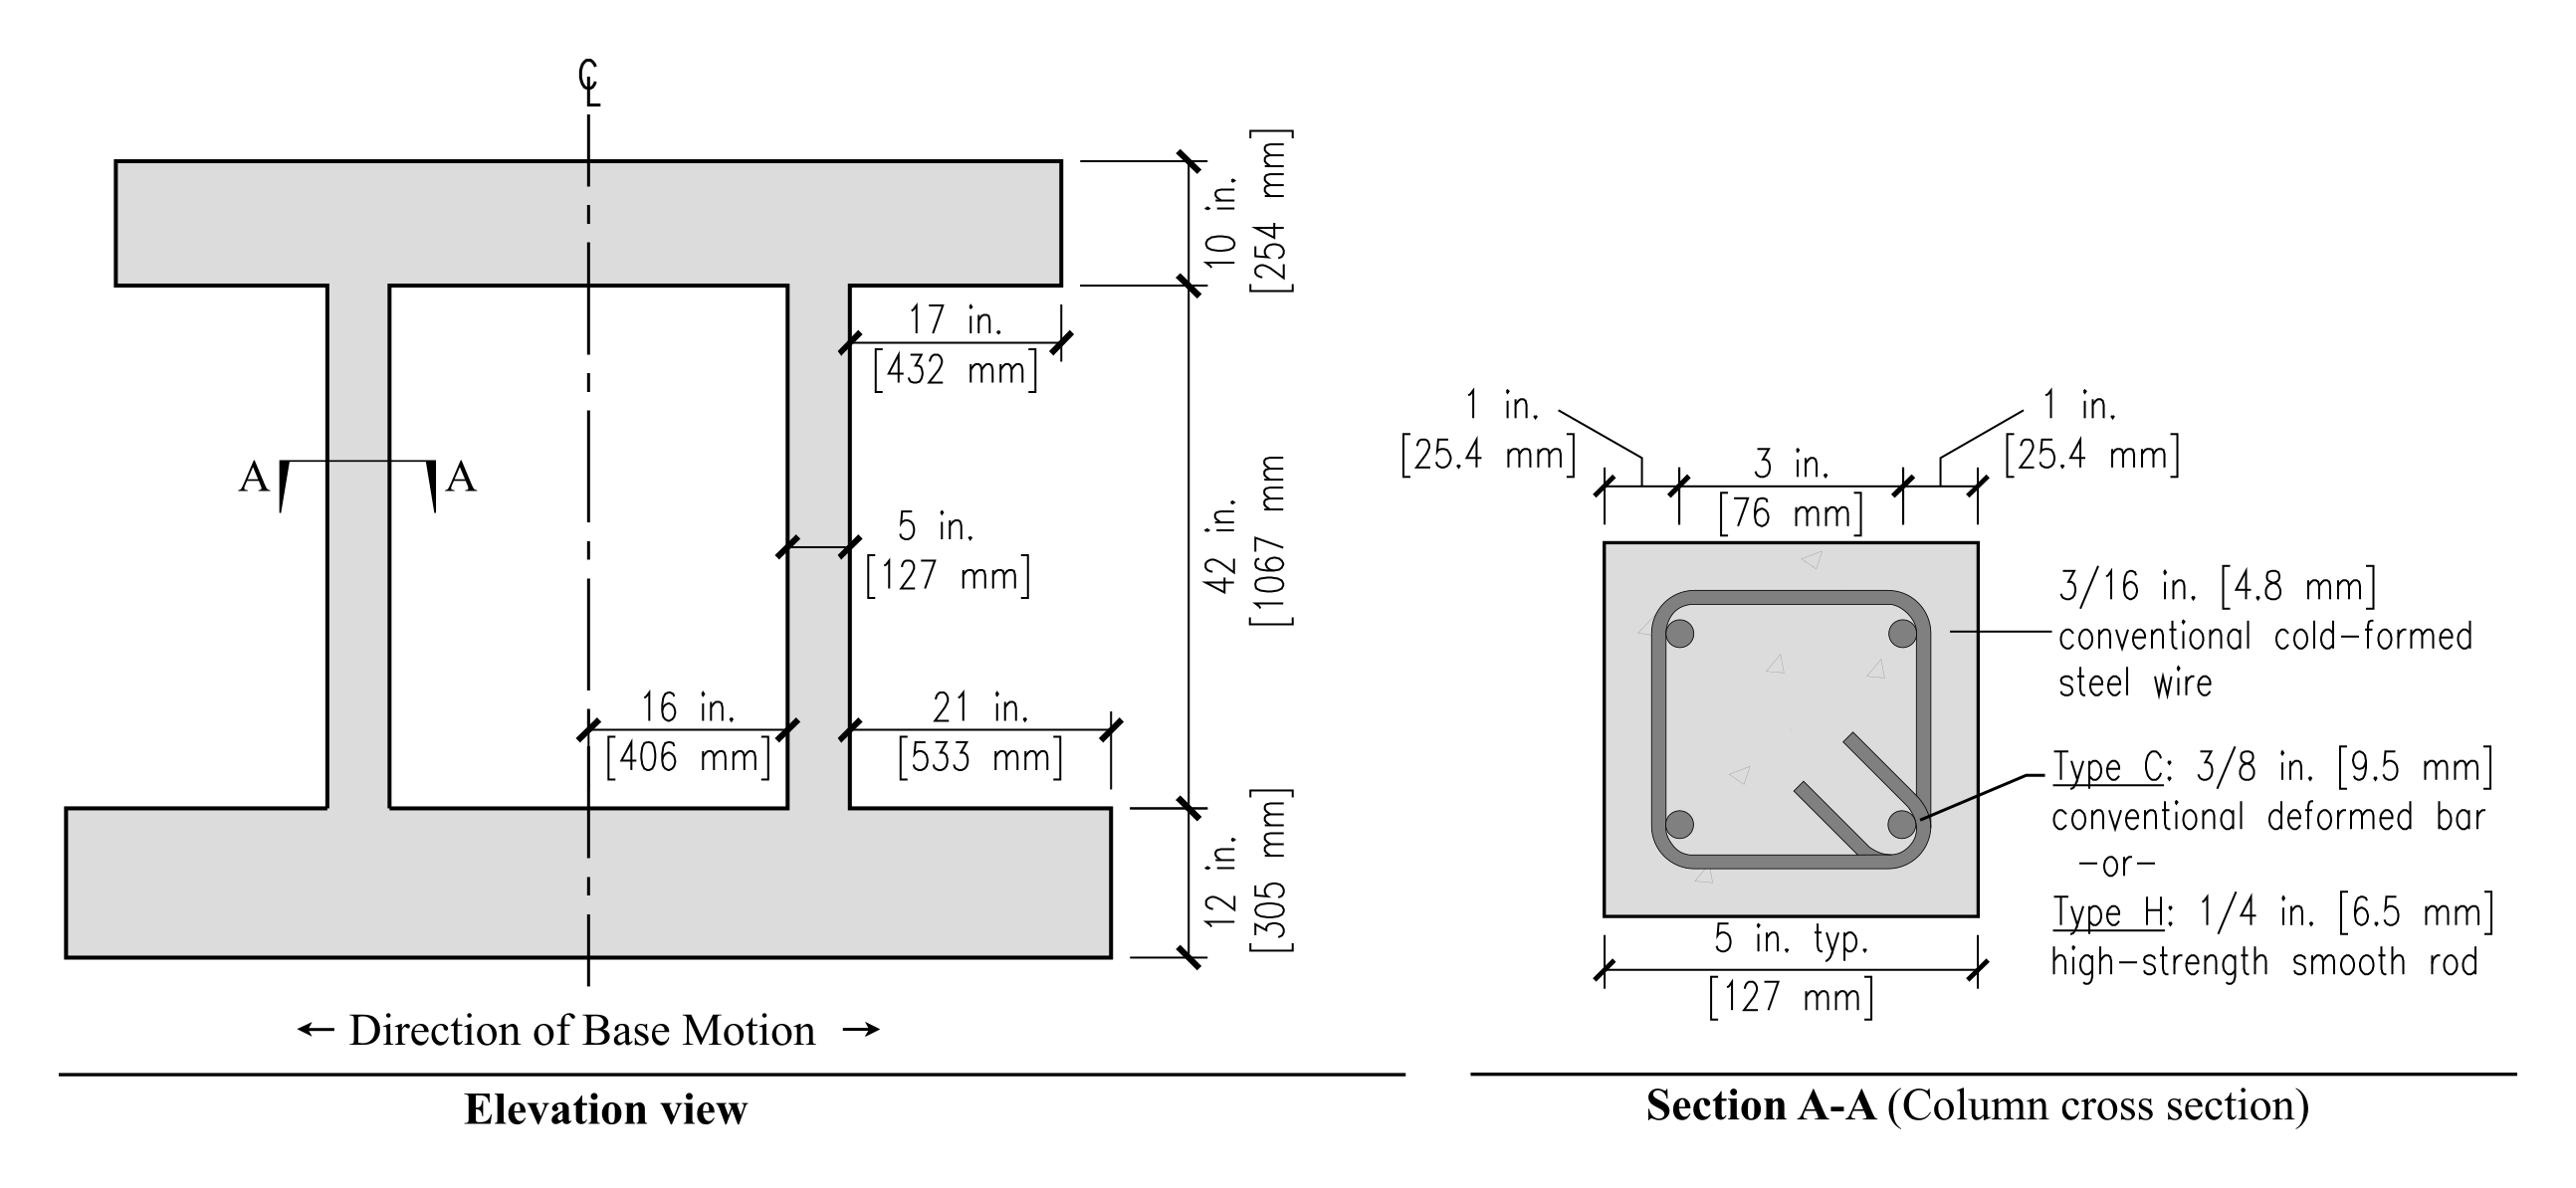 ℄
10 in.
[254 mm]
17 in.
[432 mm]
A
A
5 in.
[127 mm]
42 in.
[1067 mm
16 in.
[406 mm]
21 in.
[533 mm]
12 in.
[305 mm]
← Direction of Base Motion →
Elevation view
1 in.
[25.4 mm]
3 in.
[76 mm]
1 in.
[25.4 mm]
3/16 in. [4.8 mm]
conventional cold-formed
steel wire
Type C: 3/8 in. [9.5 mm]
conventional deformed bar
-or-
Type H: 1/4 in. [6.5 mm]
high-strength smooth rod
5 in. typ.
[127 mm]
Section A-A (Column cross section)